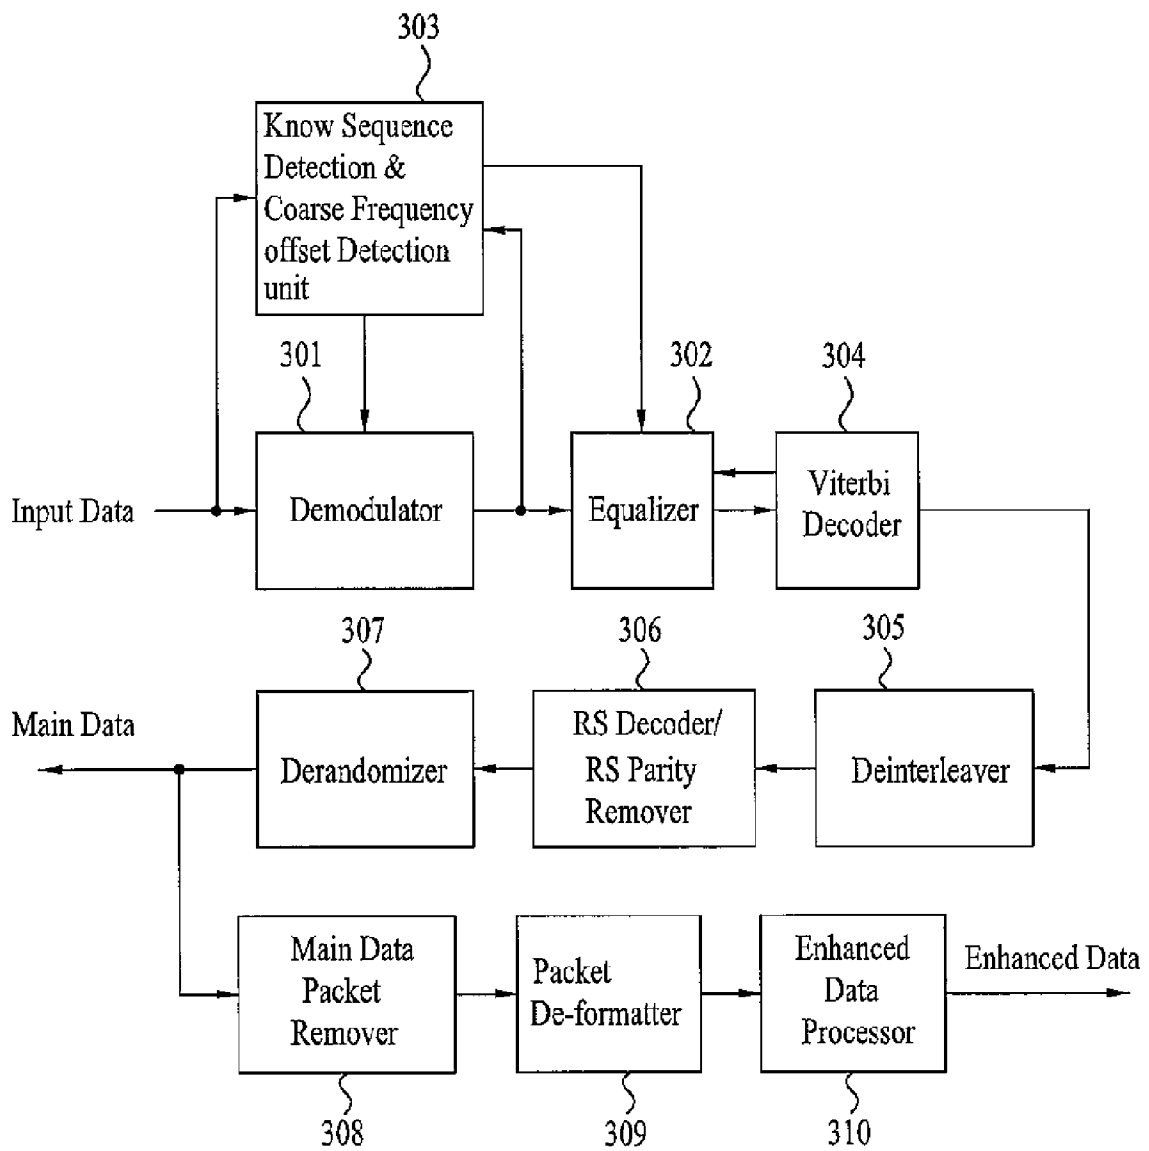 303
Know Sequence
Detection &
Coarse Frequency
offset Detection
unit
301
302
304
Input Data
Demodulator
Equalizer
Viterbi
Decoder
307
306
305
Main Data
Derandomizer
RS Decoder/
RS Parity
Remover
Deinterleaver
Main Data
Packet
Remover
Packet
De-formatter
Enhanced
Data
Processor
Enhanced Data
308
309
310